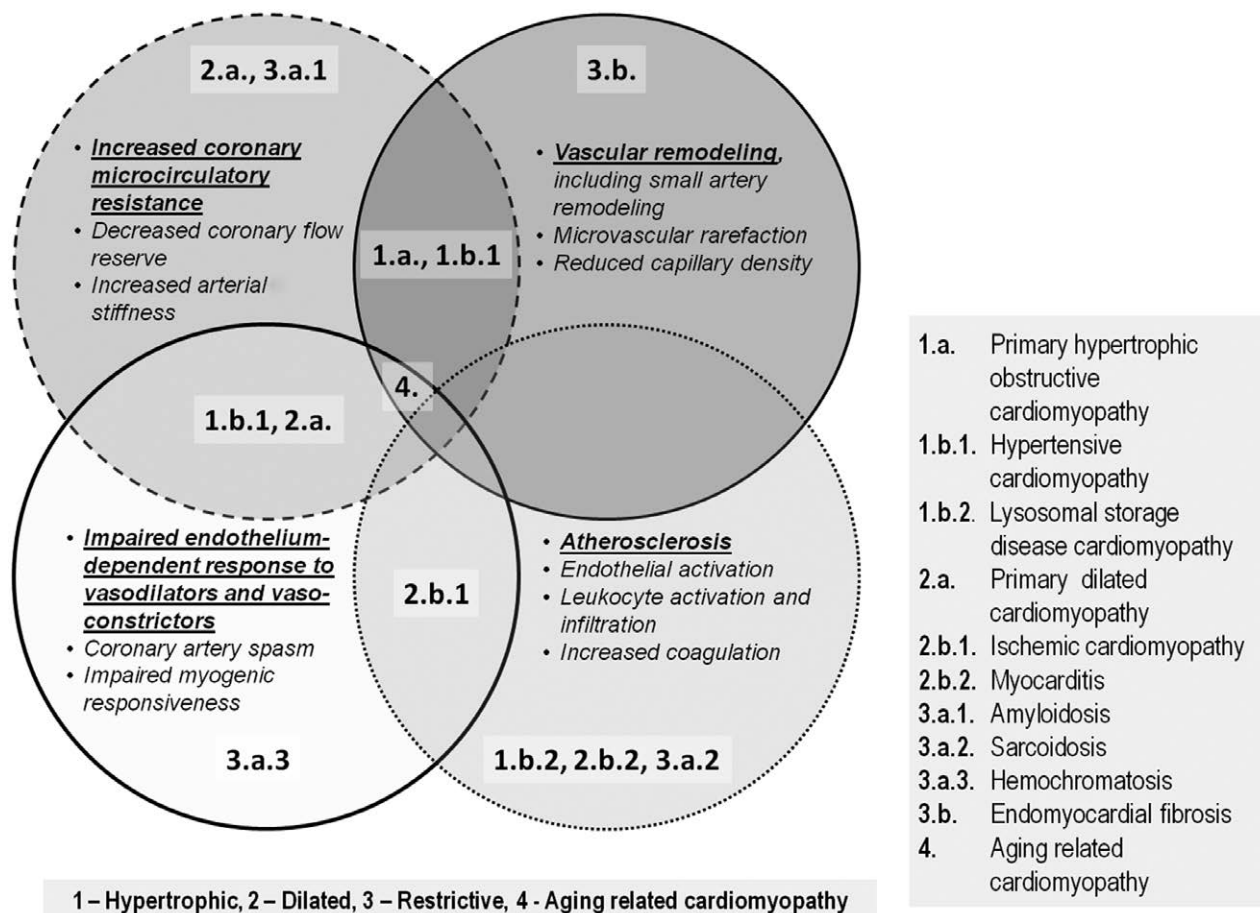 2.a., 3.a.1
• Increased coronary
microcirculatory
resistance
• Decreased coronary flow
reserve
• Increased arterial
stiffness
3.b.
• Vascular remodeling,
including small artery
remodeling
• Microvascular rarefaction
• Reduced capillary density
1.a., 1.b.1
4.
1.b.1, 2.a.
• Impaired endothelium-
dependent response to
vasodilators and vaso-
constrictors
• Coronary artery spasm
• Impaired myogenic
responsiveness
3.a.3
2.b.1
• Atherosclerosis
• Endothelial activation
• Leukocyte activation and
infiltration
• Increased coagulation
1.b.2, 2.b.2, 3.a.2
1.a. Primary hypertrophic
obstructive
cardiomyopathy
1.b.1. Hypertensive
cardiomyopathy
1.b.2. Lysosomal storage
disease cardiomyopathy
2.a. Primary dilated
cardiomyopathy
2.b.1. Ischemic cardiomyopathy
2.b.2. Myocarditis
3.a.1. Amyloidosis
3.a.2. Sarcoidosis
3.a.3. Hemochromatosis
3.b. Endomyocardial fibrosis
4. Aging related
cardiomyopathy
1 – Hypertrophic, 2 – Dilated, 3 – Restrictive, 4 - Aging related cardiomyopathy